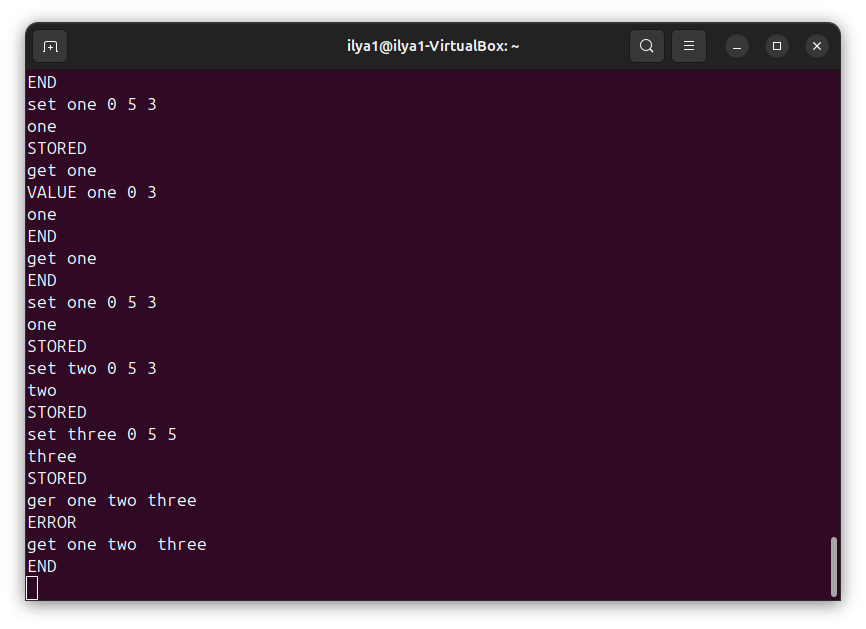 ilya1@ilya1-VirtualBox: ~
END
set one 0 5 3
one
STORED
get one
VALUE one 0 3
one
END
get one
END
set one 0 5 3
one
STORED
set two 0 5 3
two
STORED
set three 0 5 5
three
STORED
ger one two three
ERROR
get one two  three
END